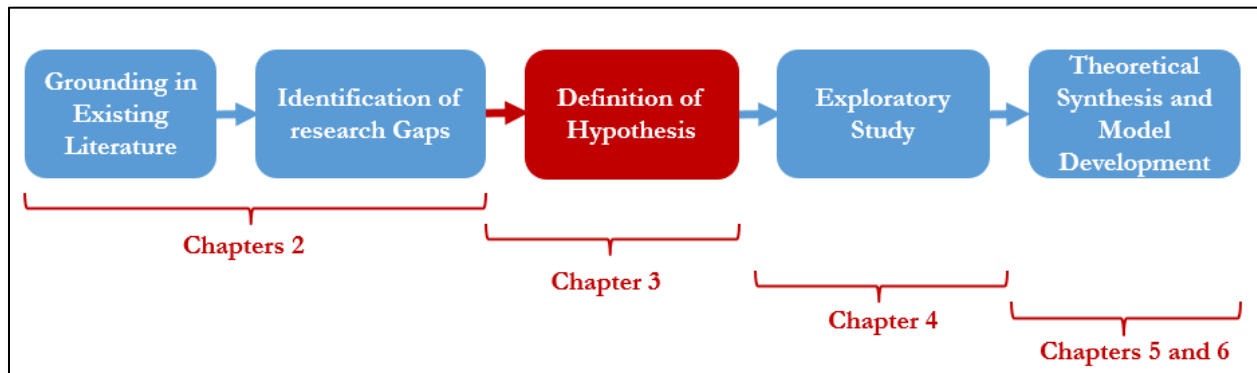 Grounding in
Existing
Literature
Identification of
research Gaps
Definition of
Hypothesis
Exploratory
Study
Theoretical
Synthesis and
Model
Development
Chapters 2
Chapter 3
Chapter 4
Chapters 5 and 6